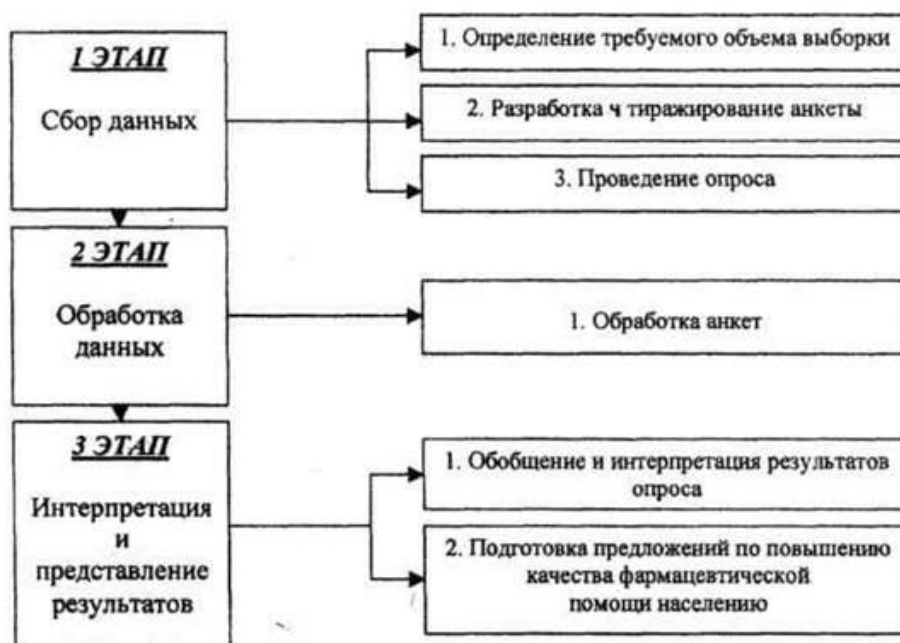 1 ЭТАП
Сбор данных
1. Определение требуемого объема выборки
2. Разработка ч тиражирование анкеты
3. Проведение опроса
2 ЭТАП
Обработка
данных
1. Обработка анкет
3 ЭТАП
Интерпретация
и
представление
результатов
1. Обобщение и интерпретация результатов
опроса
2. Подготовка предложений по повышению
качества фармацевтической
помощи населению